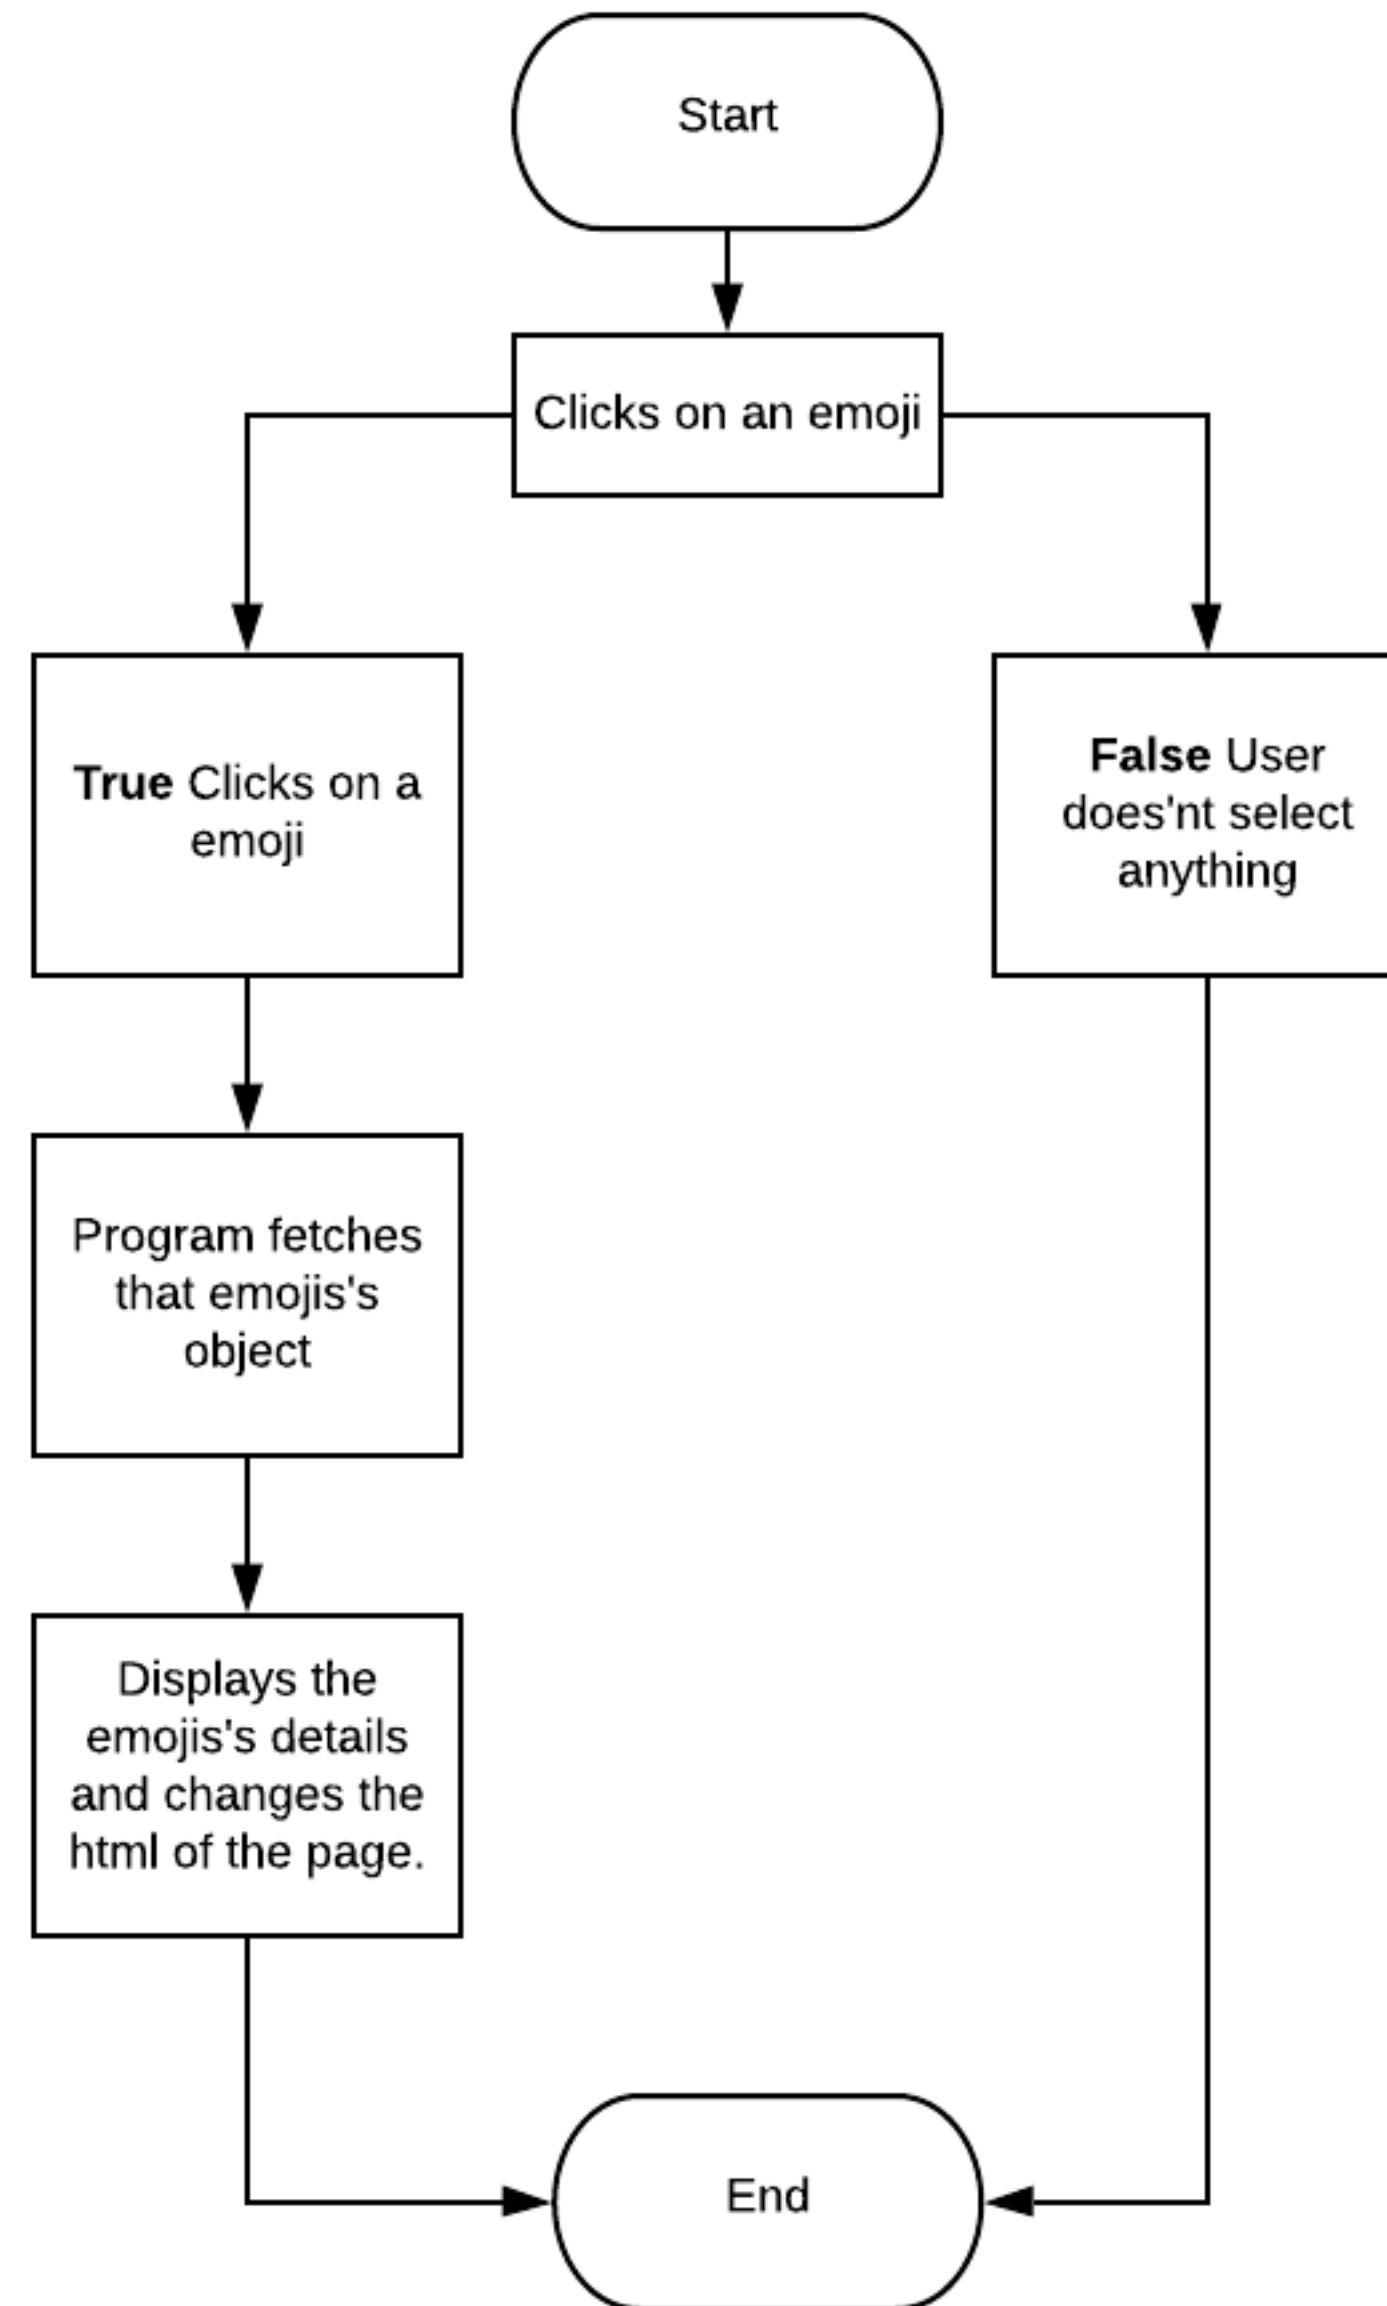 Start
Clicks on an emoji
True Clicks on a
emoji
False User
does'nt select
anything
Program fetches
that emojis's
object
Displays the
emojis's details
and changes the
html of the page.
End